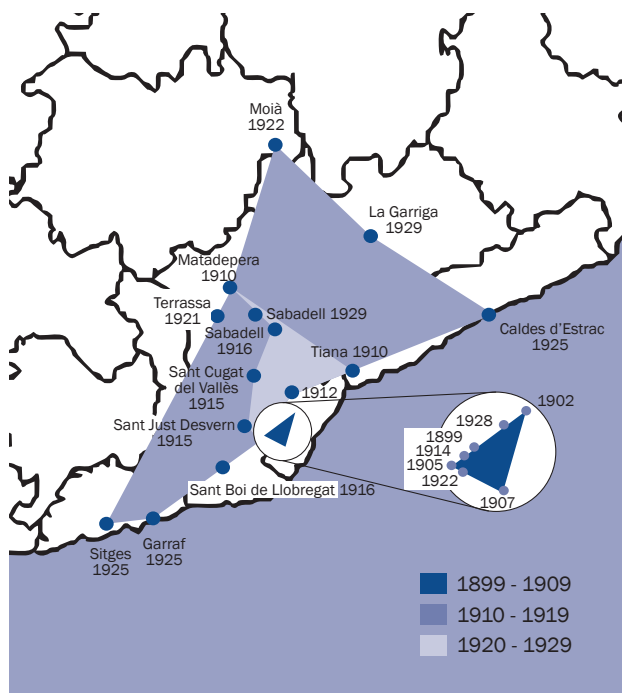 Moià
1922
La Garriga
1929
Matadepera
1910
Terrassa
1921
Sabadell 1929
Sabadell
1916
Caldes d'Estrac
1925
Tiana 1910
Sant Cugat
del Vallès
1915
1912
1902
1928
Sant Just Desvern
1915
1899
1914
1905
1922
1907
Sant Boi de Llobregat 1916
Sitges
1925
Garraf
1925
1899 - 1909
1910 - 1919
1920 - 1929